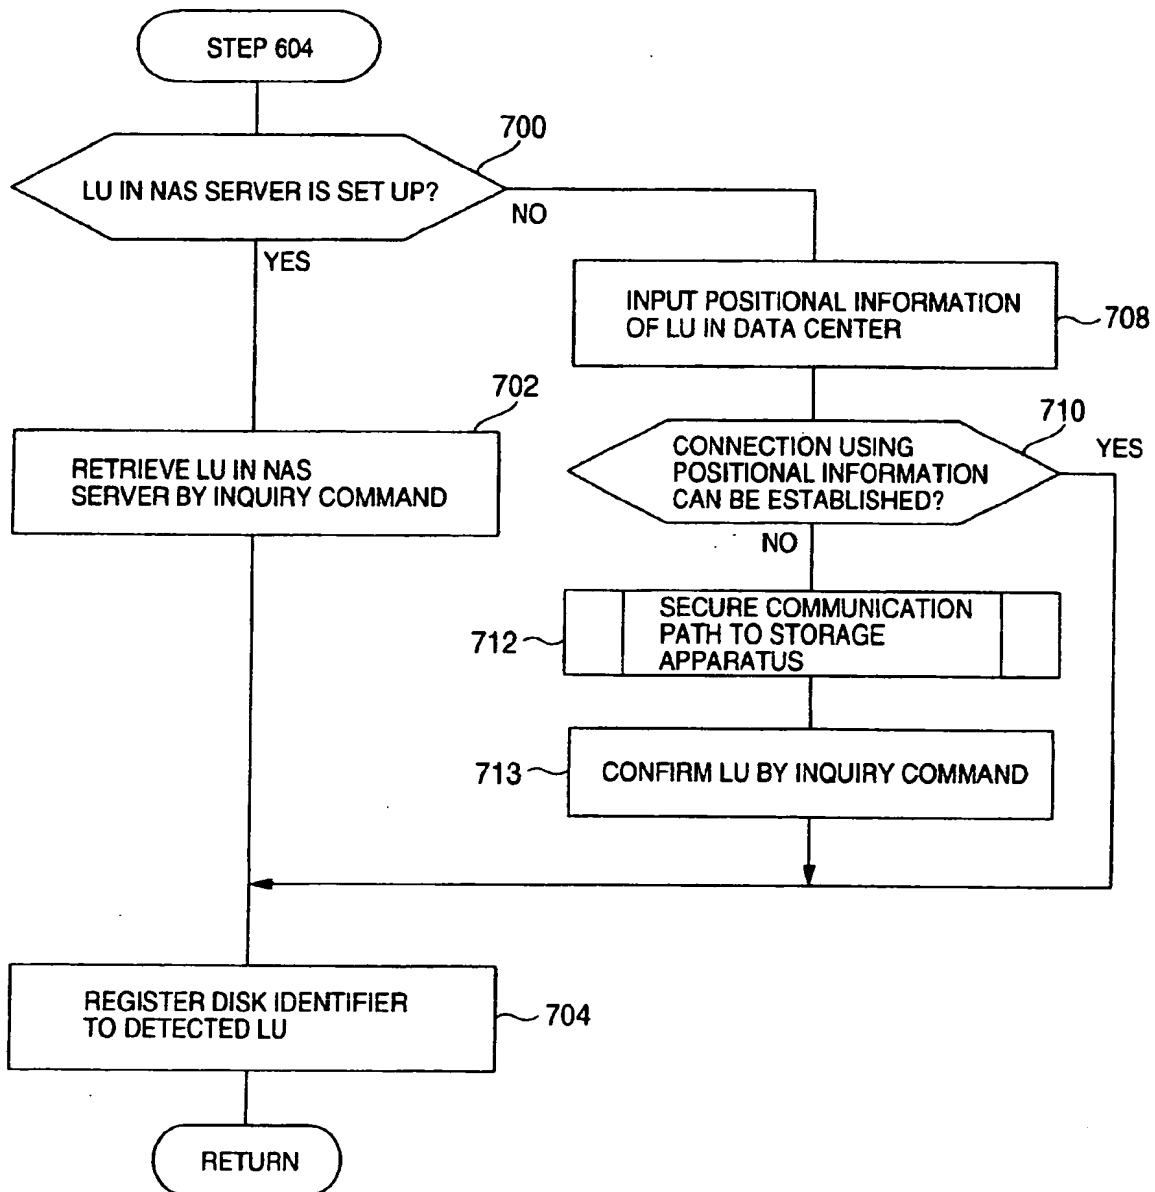 STEP 604
700
LU IN NAS SERVER IS SET UP?
NO
YES
INPUT POSITIONAL INFORMATION
OF LU IN DATA CENTER
708
702
RETRIEVE LU IN NAS
SERVER BY INQUIRY COMMAND
710
CONNECTION USING
POSITIONAL INFORMATION
CAN BE ESTABLISHED?
YES
NO
712
SECURE COMMUNICATION
PATH TO STORAGE
APPARATUS
713
CONFIRM LU BY INQUIRY COMMAND
REGISTER DISK IDENTIFIER
TO DETECTED LU
704
RETURN